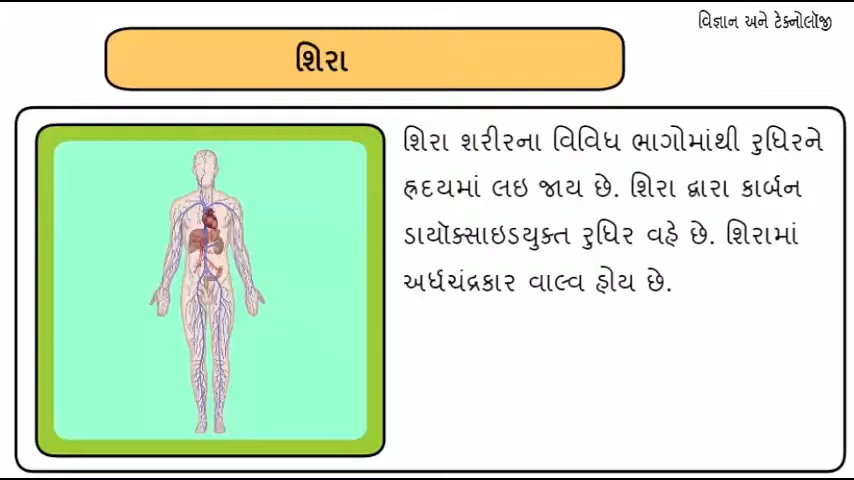 વિજ્ઞાન અને ટેક્નોલૉજી
શિરા
શિરા શરીરના વિવિધ ભાગોમાંથી રુધિરને
હ્રદયમાં લઇ જાય છે. શિરા દ્વારા કાર્બન
ડાયૉક્સાઇડયુક્ત રુધિર વહે છે. શિરામાં
અર્ધચંદ્રકાર વાલ્વ હોય છે.